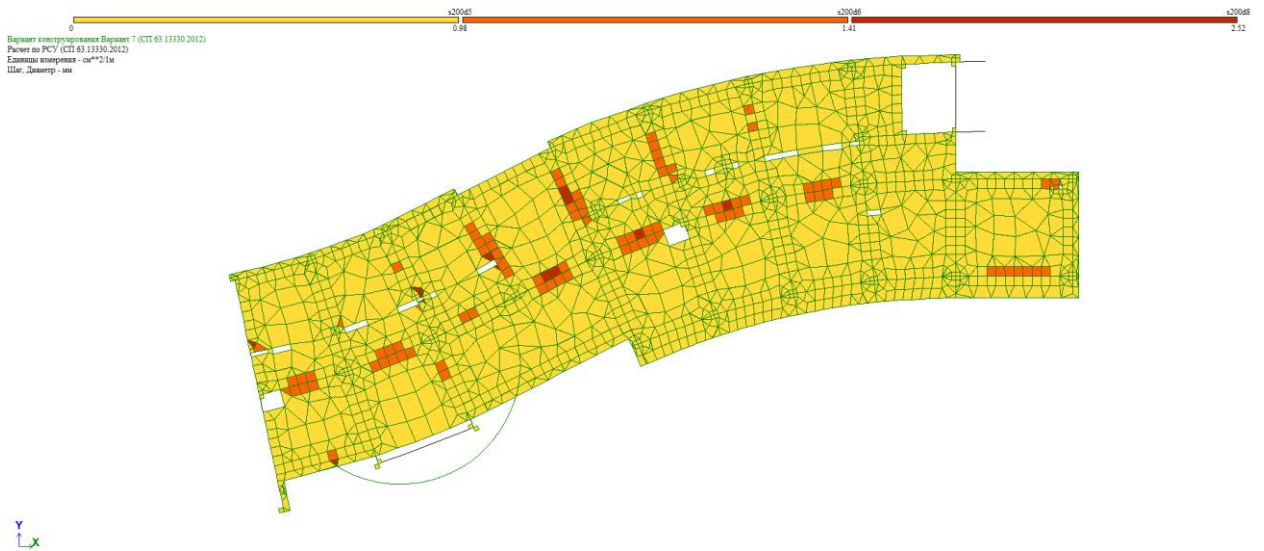 s200d5 s200d6 s200d8
0 0.98 1.41 2.52
Вариант конструирования:Вариант 7 (СП 63.13330.2012)
Расчет по РСУ (СП 63.13330.2012)
Единицы измерения - см**2/1м
Шаг, Диаметр - мм
Y
X